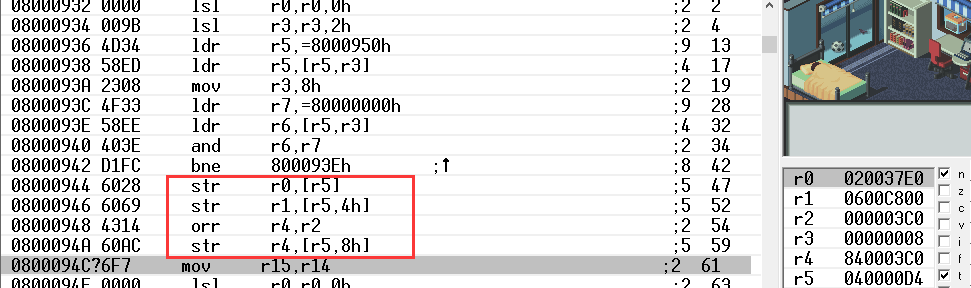 08000932 0000 lsl r0,r0,0h ;2 2
08000934 009B lsl r3,r3,2h ;2 4
08000936 4D34 ldr r5,=8000950h ;9 13
08000938 58ED ldr r5,[r5,r3] ;4 17
0800093A 2308 mov r3,8h ;2 19
0800093C 4F33 ldr r7,=80000000h ;9 28
0800093E 58EE ldr r6,[r5,r3] ;4 32
08000940 403E and r6,r7 ;2 34
08000942 D1FC bne 800093Eh ;↑ ;8 42
08000944 6028 str r0,[r5] ;5 47
08000946 6069 str r1,[r5,4h] ;5 52
08000948 4314 orr r4,r2 ;2 54
0800094A 60AC str r4,[r5,8h] ;5 59
0800094C?6F7 mov r15,r14 ;2 61
0800094E 0000 lsl r0,r0,0h ;2 63
r0 020037E0 n
r1 0600C800 z
r2 000003C0 c
r3 00000008 v
r4 840003C0 i
r5 040000D4 f
t